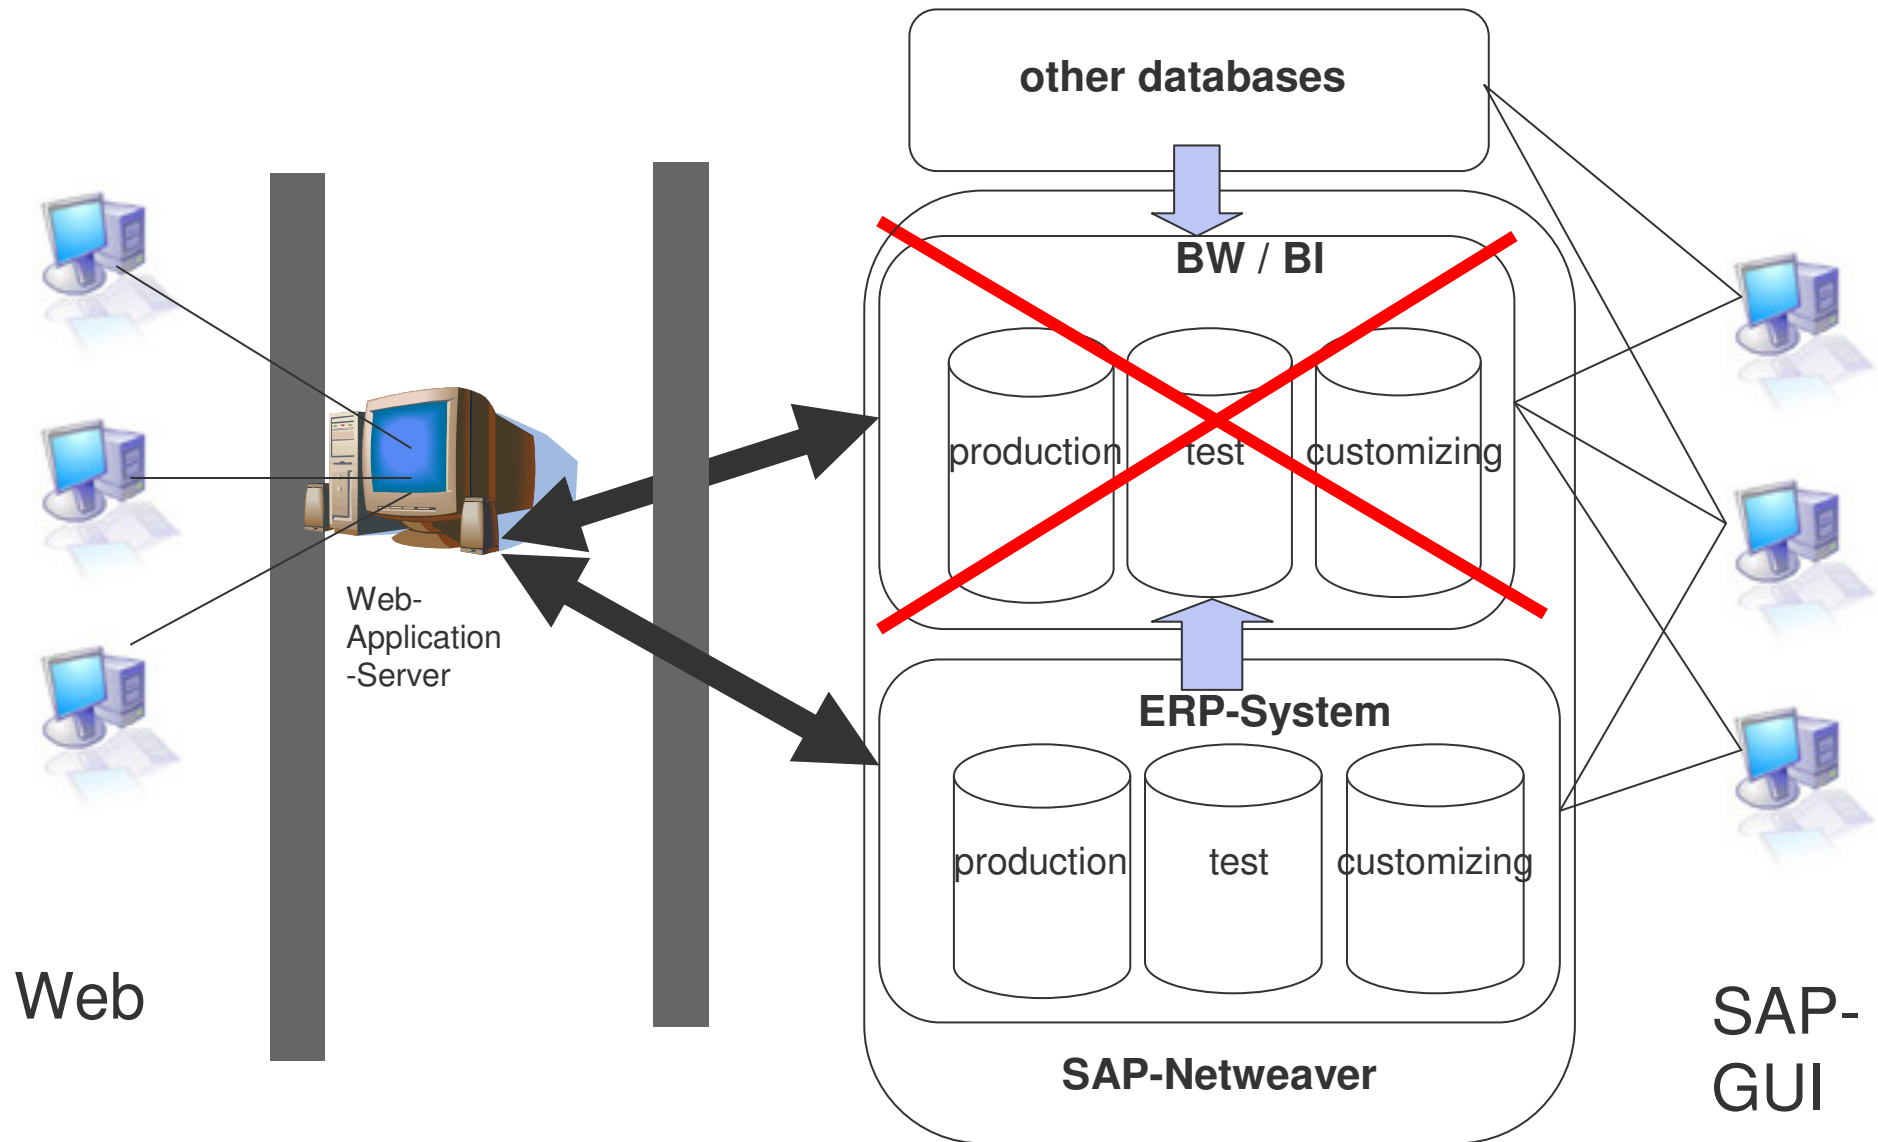 other databases
BW / BI
production
test
customizing
Web-
Application
-Server
ERP-System
production
test
customizing
Web
SAP-
GUI
SAP-Netweaver